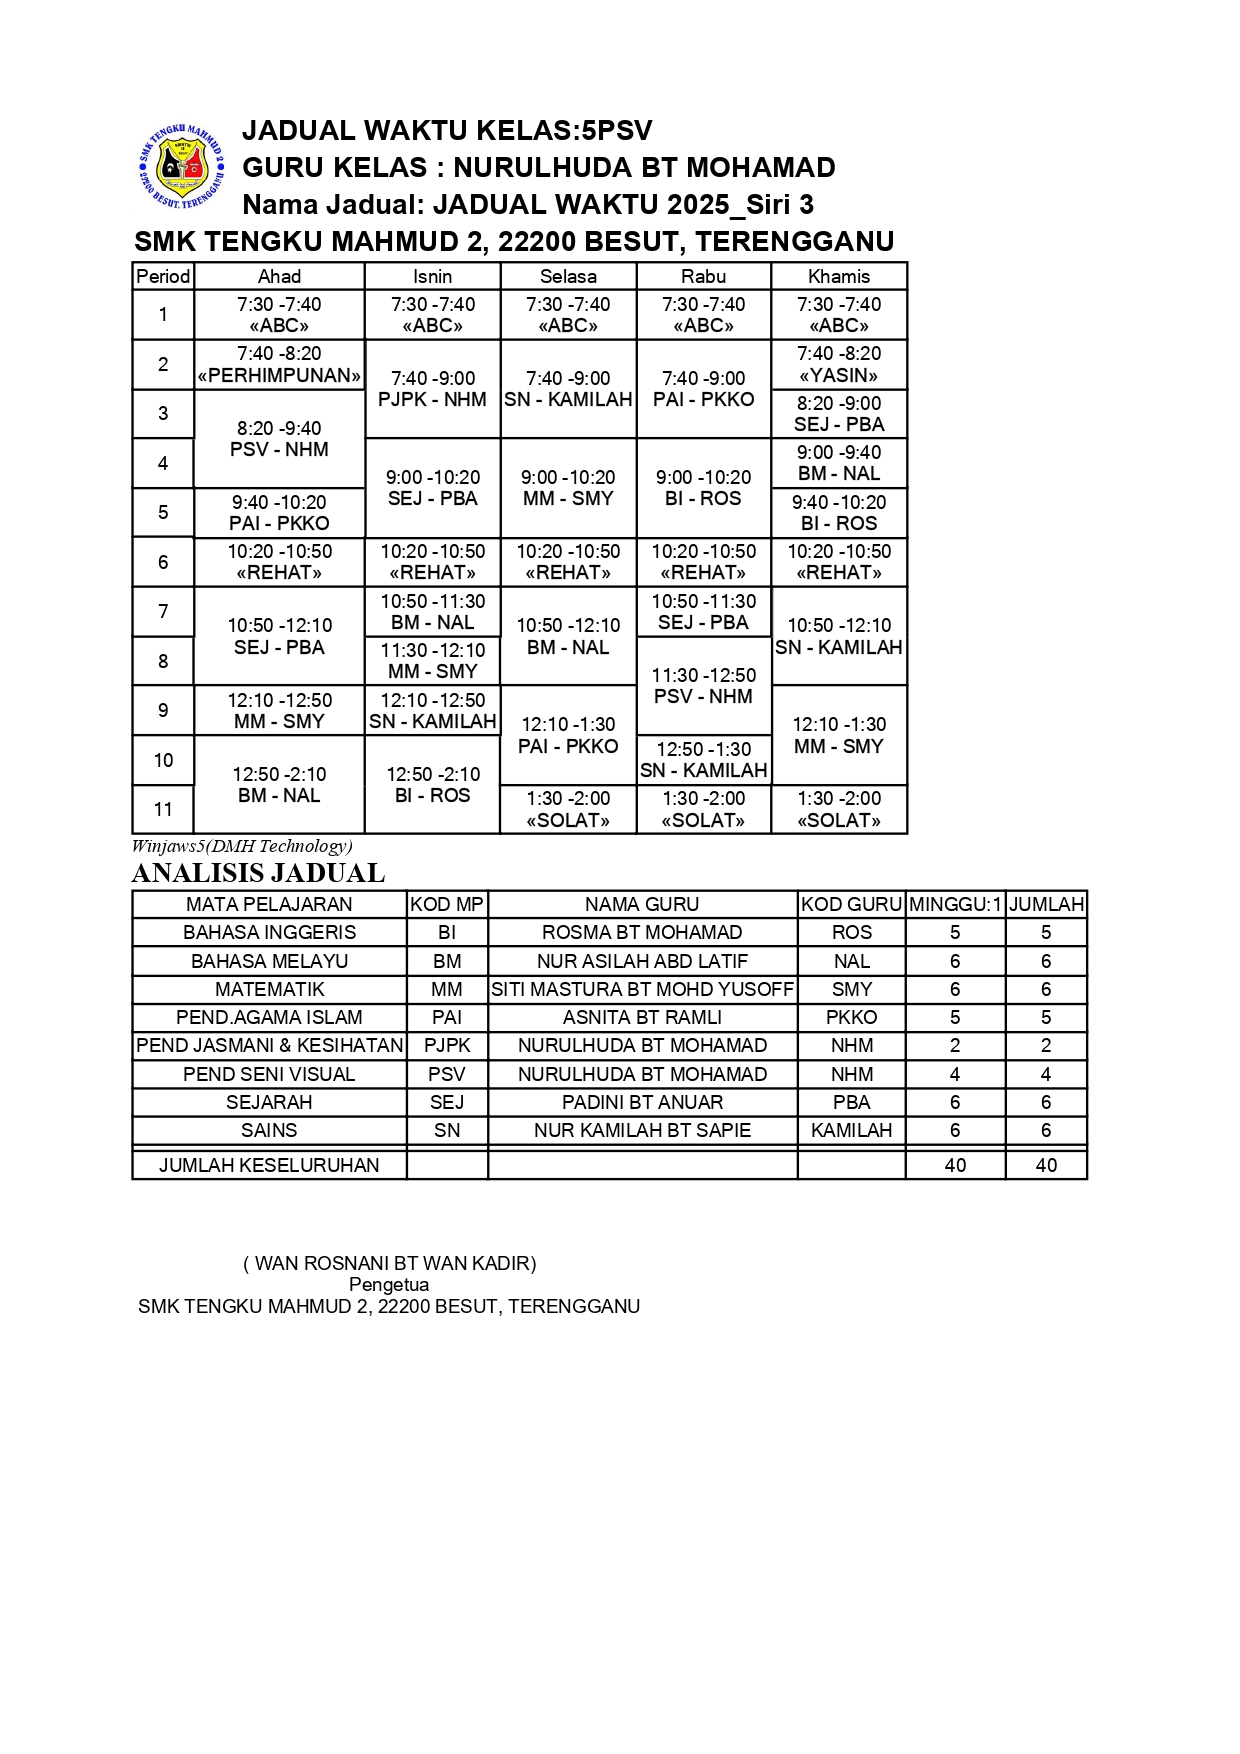 SMK TENGKU MAHMUD 2
22200 BESUT, TERENGGANU
JADUAL WAKTU KELAS:5PSV
GURU KELAS : NURULHUDA BT MOHAMAD
Nama Jadual: JADUAL WAKTU 2025_Siri 3
SMK TENGKU MAHMUD 2, 22200 BESUT, TERENGGANU
Period Ahad Isnin Selasa Rabu Khamis
1 7:30 -7:40 7:30 -7:40 7:30 -7:40 7:30 -7:40 7:30 -7:40
«ABC» «ABC» «ABC» «ABC» «ABC»
2 7:40 -8:20 7:40 -9:00 7:40 -9:00 7:40 -9:00 7:40 -8:20
«PERHIMPUNAN» PJPK - NHM SN - KAMILAH PAI - PKKO «YASIN»
3 8:20 -9:40 8:20 -9:00
PSV - NHM SEJ - PBA
4 9:00 -10:20 9:00 -10:20 9:00 -10:20 9:00 -9:40
SEJ - PBA MM - SMY BI - ROS BM - NAL
5 9:40 -10:20 9:40 -10:20
PAI - PKKO BI - ROS
6 10:20 -10:50 10:20 -10:50 10:20 -10:50 10:20 -10:50 10:20 -10:50
«REHAT» «REHAT» «REHAT» «REHAT» «REHAT»
7 10:50 -12:10 10:50 -11:30 10:50 -12:10 10:50 -11:30 10:50 -12:10
SEJ - PBA BM - NAL BM - NAL SEJ - PBA SN - KAMILAH
8 11:30 -12:10 11:30 -12:50
MM - SMY PSV - NHM
9 12:10 -12:50 12:10 -12:50 12:10 -1:30 12:10 -1:30
MM - SMY SN - KAMILAH PAI - PKKO MM - SMY
10 12:50 -2:10 12:50 -2:10 12:50 -1:30
BM - NAL BI - ROS SN - KAMILAH
11 1:30 -2:00 1:30 -2:00 1:30 -2:00
«SOLAT» «SOLAT» «SOLAT»
Winjaws5(DMH Technology)
ANALISIS JADUAL
MATA PELAJARAN KOD MP NAMA GURU KOD GURU MINGGU:1 JUMLAH
BAHASA INGGERIS BI ROSMA BT MOHAMAD ROS 5 5
BAHASA MELAYU BM NUR ASILAH ABD LATIF NAL 6 6
MATEMATIK MM SITI MASTURA BT MOHD YUSOFF SMY 6 6
PEND.AGAMA ISLAM PAI ASNITA BT RAMLI PKKO 5 5
PEND JASMANI & KESIHATAN PJPK NURULHUDA BT MOHAMAD NHM 2 2
PEND SENI VISUAL PSV NURULHUDA BT MOHAMAD NHM 4 4
SEJARAH SEJ PADINI BT ANUAR PBA 6 6
SAINS SN NUR KAMILAH BT SAPIE KAMILAH 6 6
JUMLAH KESELURUHAN 40 40
( WAN ROSNANI BT WAN KADIR)
Pengetua
SMK TENGKU MAHMUD 2, 22200 BESUT, TERENGGANU